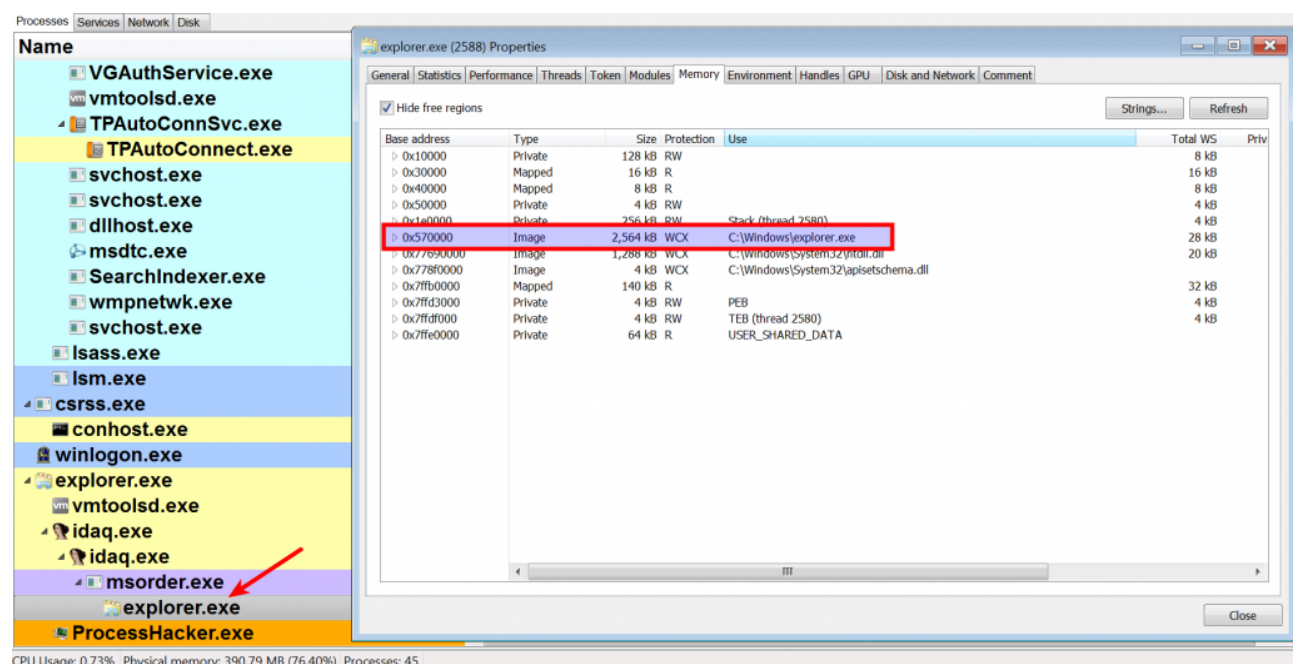 Processes Services Network Disk
Name
VGAuthService.exe
vmtoolsd.exe
TPAutoConnSvc.exe
TPAutoConnect.exe
svchost.exe
svchost.exe
dllhost.exe
msdtc.exe
SearchIndexer.exe
wmpnetwk.exe
svchost.exe
lsass.exe
lsm.exe
csrss.exe
conhost.exe
winlogon.exe
explorer.exe
vmtoolsd.exe
idaq.exe
idaq.exe
msorder.exe
explorer.exe
ProcessHacker.exe
CPU Usage: 0.73% Physical memory: 390.79 MB (76.40%) Processes: 45
explorer.exe (2588) Properties
General Statistics Performance Threads Token Modules Memory Environment Handles GPU Disk and Network Comment
Hide free regions Strings... Refresh
Base address Type Size Protection Use Total WS Priv
0x10000 Private 128 kB RW 8 kB
0x30000 Mapped 16 kB R 16 kB
0x40000 Mapped 8 kB R 8 kB
0x50000 Private 4 kB RW 4 kB
0x1e0000 Private 256 kB RW Stack (thread 2580) 4 kB
0x570000 Image 2,564 kB WCX C:\Windows\explorer.exe 28 kB
0x77690000 Image 1,288 kB WCX C:\Windows\System32\ntdll.dll 20 kB
0x778f0000 Image 4 kB WCX C:\Windows\System32\apisetschema.dll
0x7ffb0000 Mapped 140 kB R 32 kB
0x7ffd3000 Private 4 kB RW PEB 4 kB
0x7ffdf000 Private 4 kB RW TEB (thread 2580) 4 kB
0x7ffe0000 Private 64 kB R USER_SHARED_DATA
Close